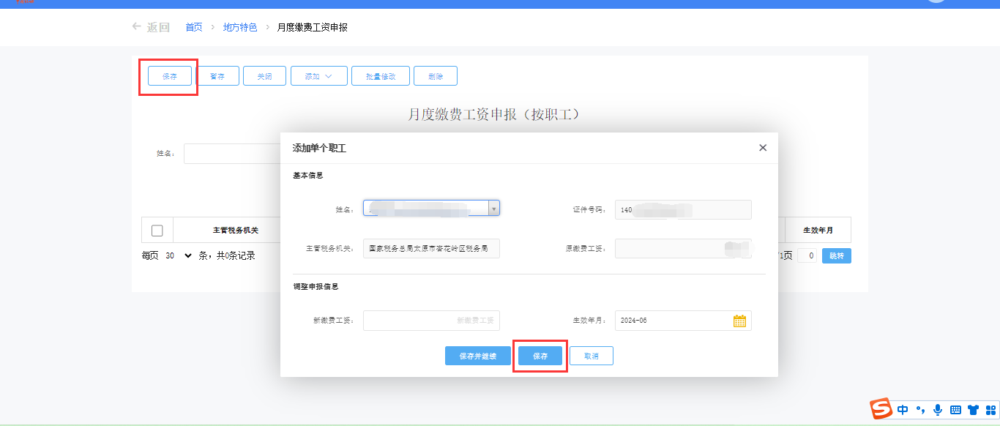 返回 首页 > 地方特色 > 月度缴费工资申报
保存 暂存 关闭 添加 批量修改 删除
月度缴费工资申报（按职工）
姓名：
添加单个职工
基本信息
姓名： 证件号码： 140
主管税务机关： 国家税务总局太原市杏花岭区税务局 原缴费工资：
主管税务机关 生效年月
每页 30 条，共0条记录 1页 0 跳转
调整申报信息
新缴费工资： 新缴费工资 生效年月： 2024-06
保存并继续 保存 取消
S 中